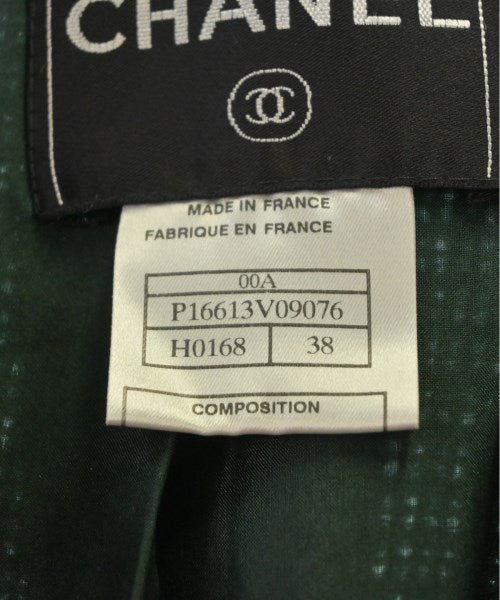 CHANEL
MADE IN FRANCE
FABRIQUE EN FRANCE
00A
P16613V09076
H0168 38
COMPOSITION